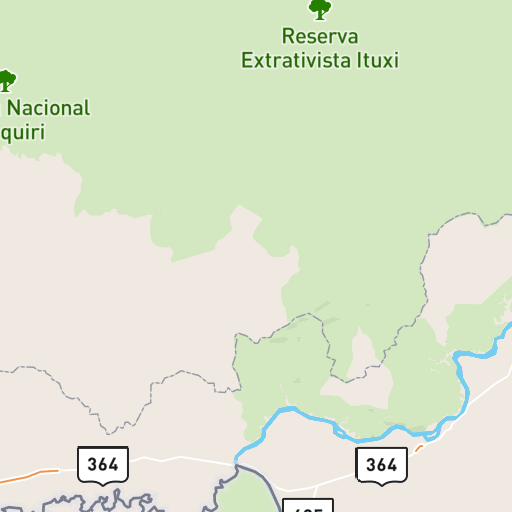 Reserva
Extrativista Ituxi
Nacional
quiri
364
364